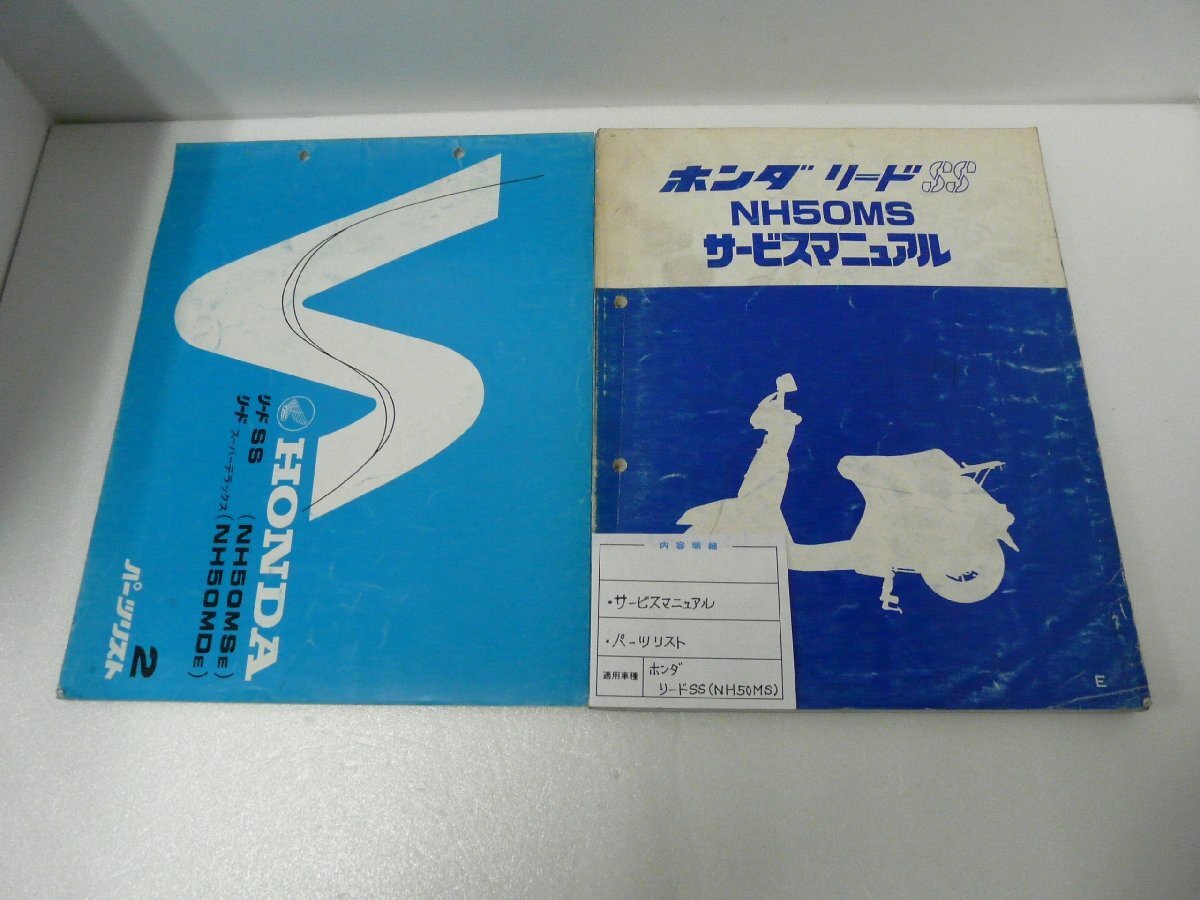 HONDA
リード SS (NH50MSE)
リード スーパーデラックス (NH50MDE)
パーツリスト 2
ホンダ リード SS
NH50MS
サービスマニュアル
E
内容明細
・サービスマニュアル
・パーツリスト
適用車種
ホンダ
リードSS(NH50MS)